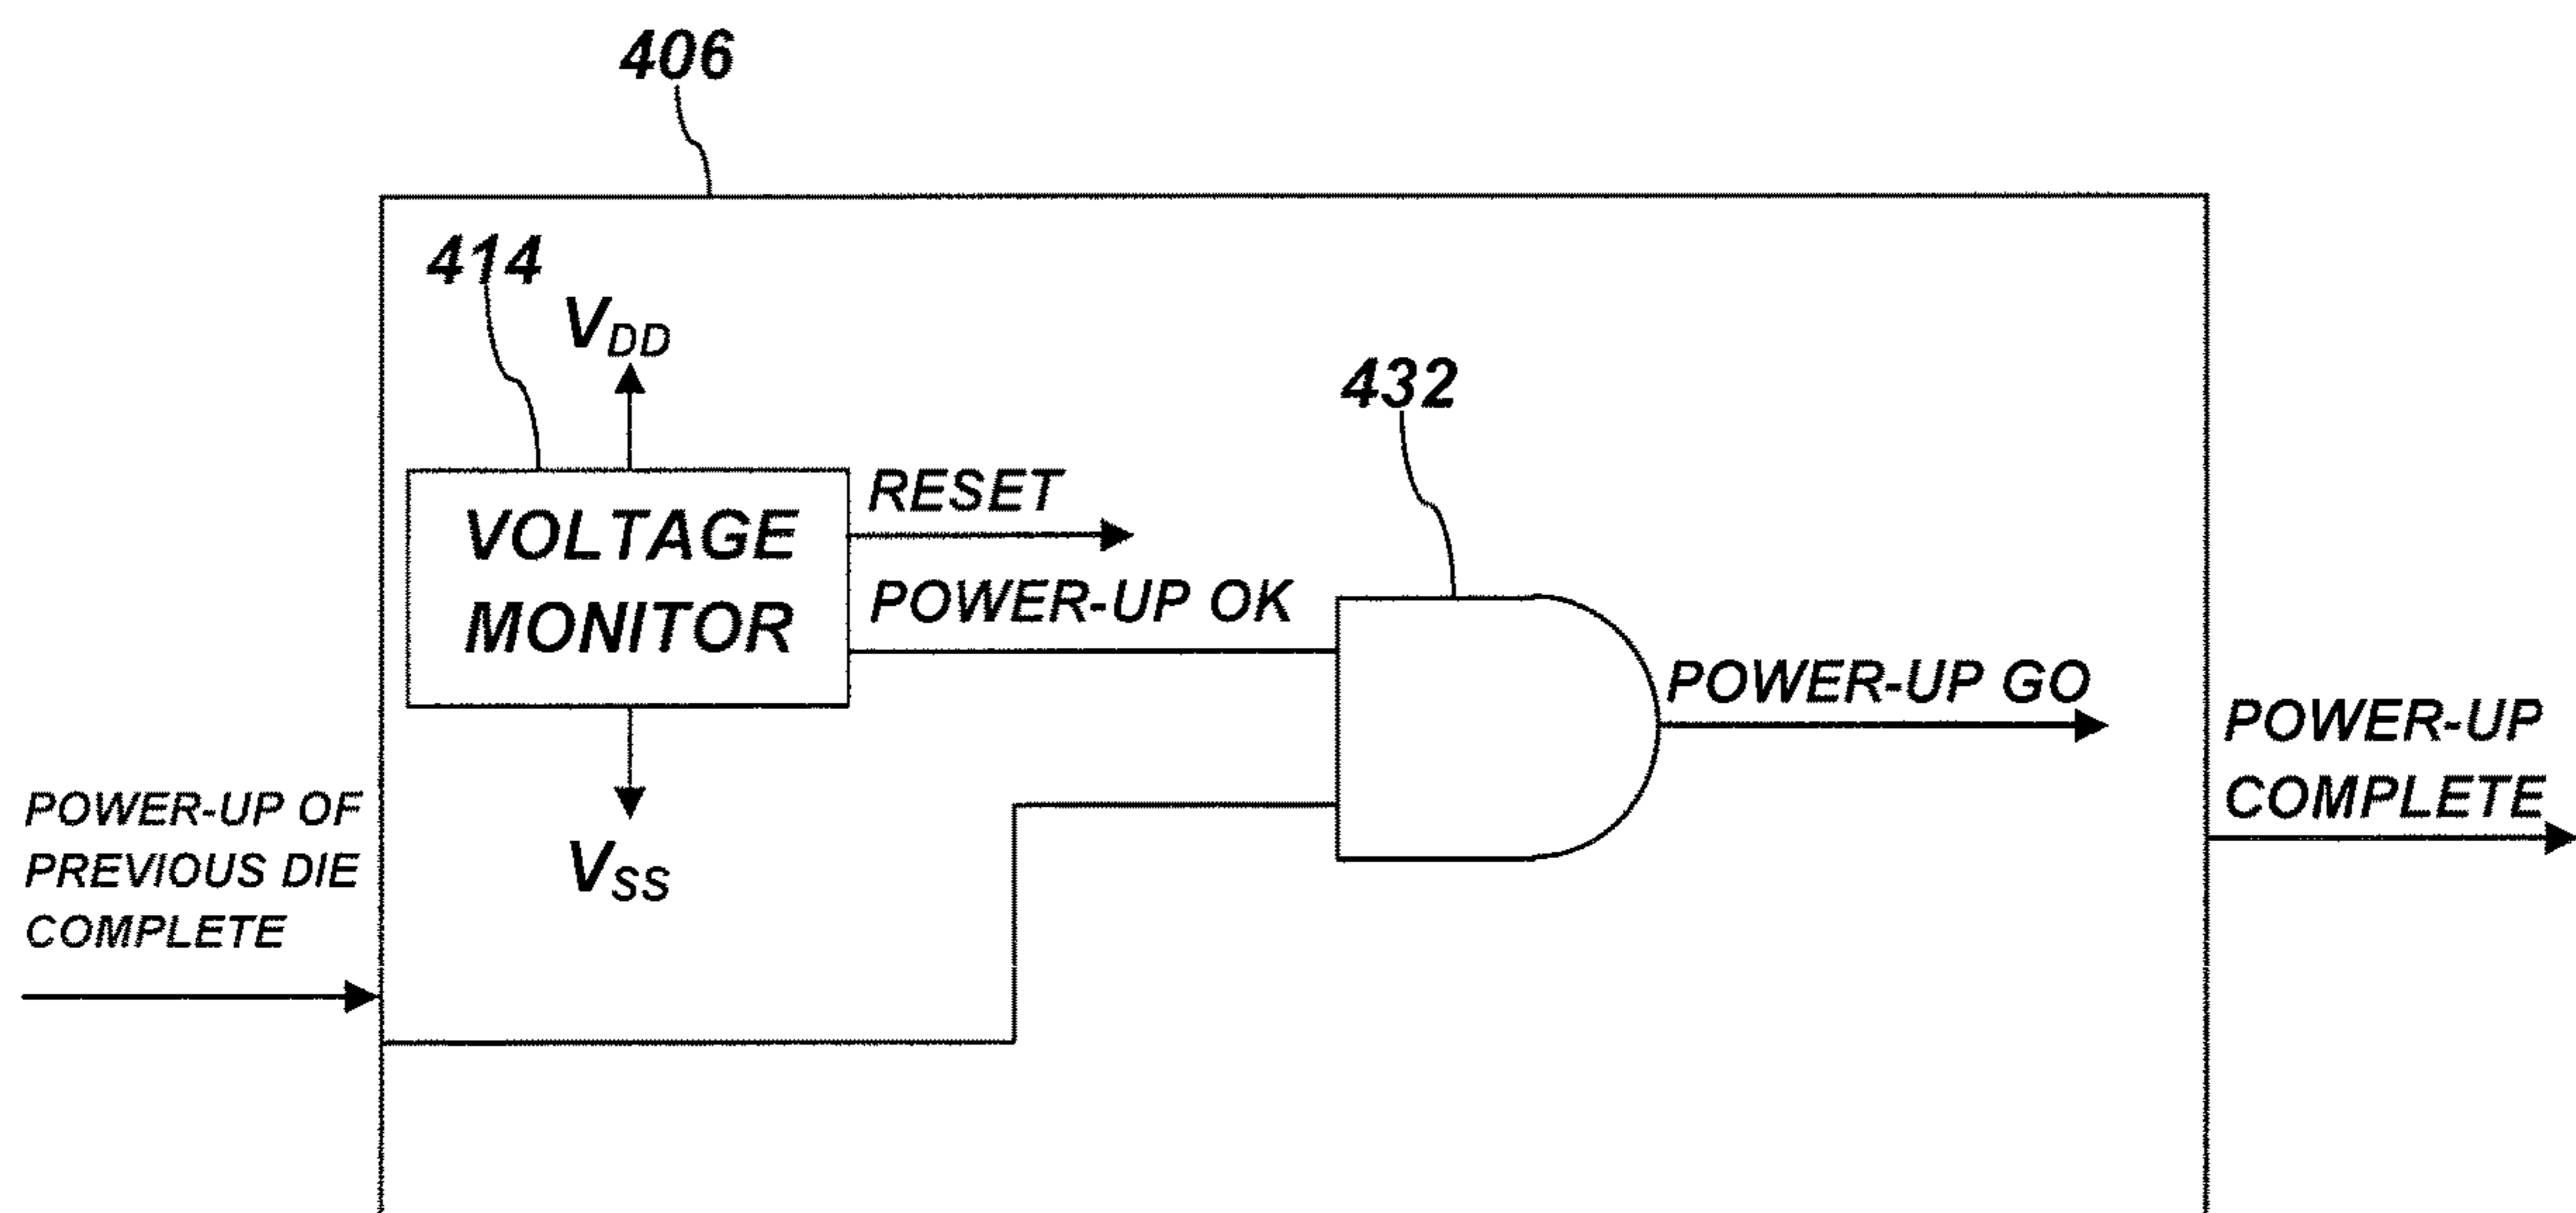 406
414
VDD
432
RESET
VOLTAGE
MONITOR
POWER-UP OK
POWER-UP GO
POWER-UP
COMPLETE
POWER-UP OF
PREVIOUS DIE
COMPLETE
VSS